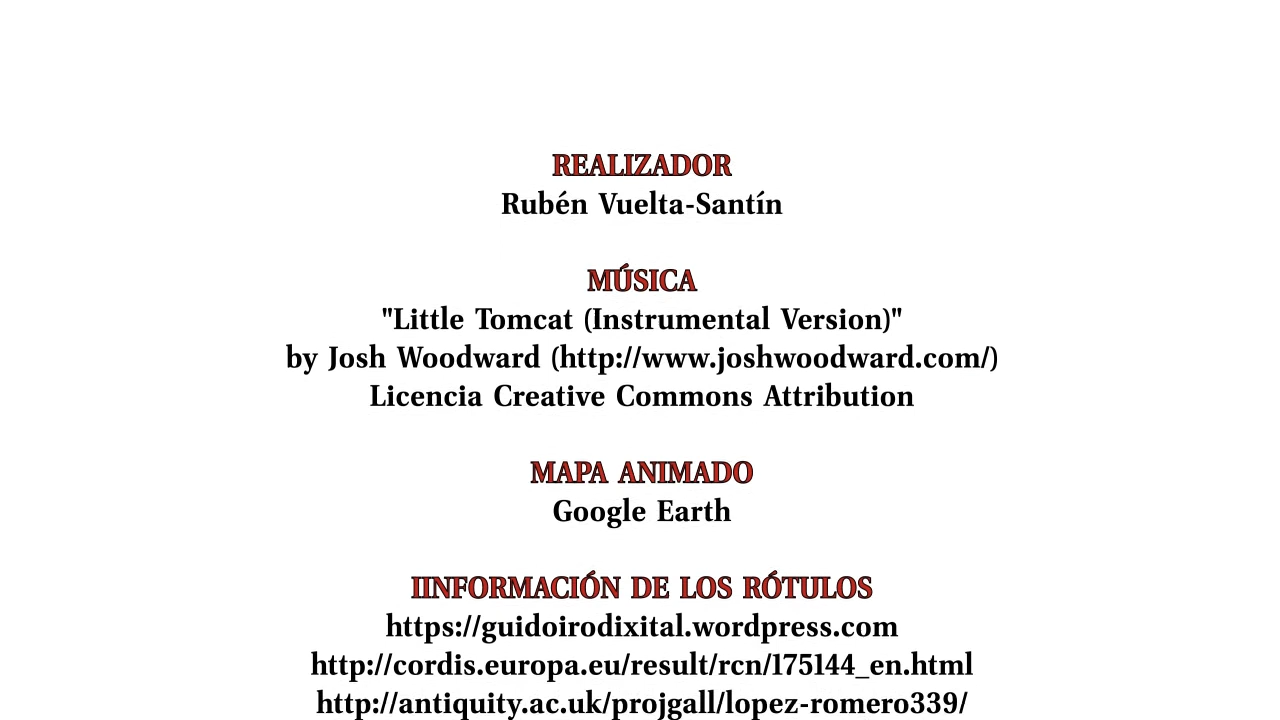 REALIZADOR
Rubén Vuelta-Santín
MÚSICA
"Little Tomcat (Instrumental Version)"
by Josh Woodward (http://www.joshwoodward.com/)
Licencia Creative Commons Attribution
MAPA ANIMADO
Google Earth
IINFORMACIÓN DE LOS RÓTULOS
https://guidoirodixital.wordpress.com
http://cordis.europa.eu/result/rcn/175144_en.html
http://antiquity.ac.uk/projgall/lopez-romero339/